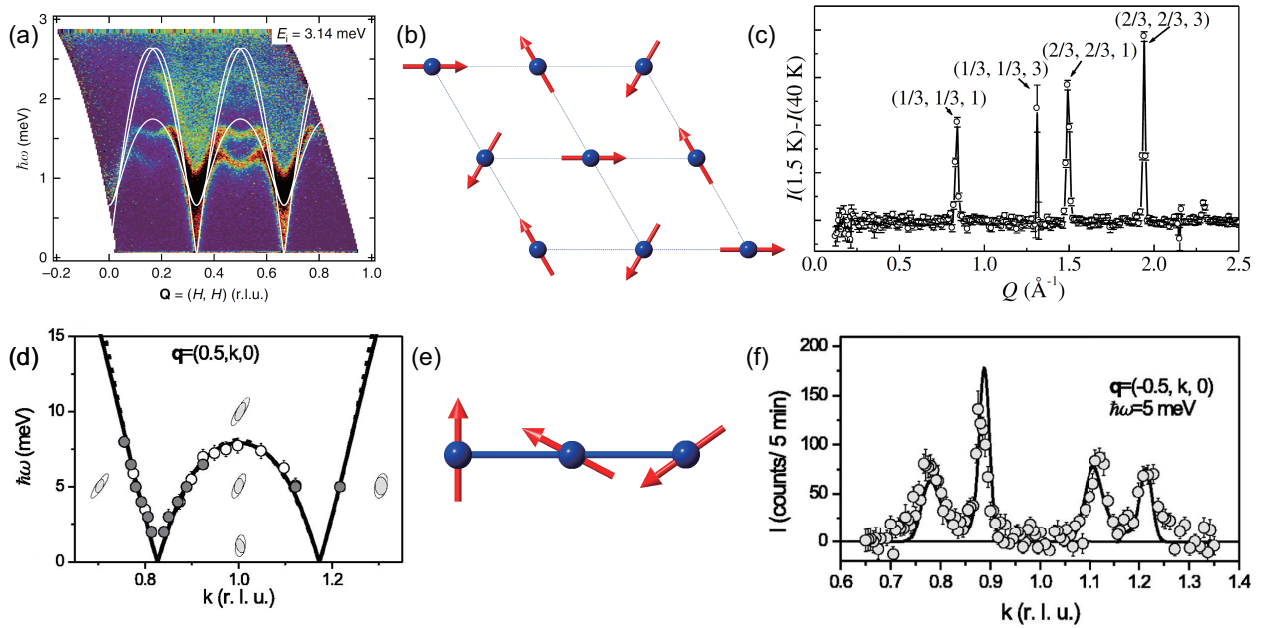 (a)
3
2
1
0
ħω (meV)
Eᵢ = 3.14 meV
−0.2 0.0 0.2 0.4 0.6 0.8 1.0
Q = (H, H) (r.l.u.)
(b)
(c)
I(1.5 K)-I(40 K)
(1/3, 1/3, 1)
(1/3, 1/3, 3)
(2/3, 2/3, 1)
(2/3, 2/3, 3)
0.0 0.5 1.0 1.5 2.0 2.5
Q (Å⁻¹)
(d)
15
10
5
0
ħω (meV)
q=(0.5,k,0)
0.8 1.0 1.2
k (r. l. u.)
(e)
(f)
200
150
100
50
0
I (counts/ 5 min)
q=(-0.5, k, 0)
ħω=5 meV
0.6 0.7 0.8 0.9 1.0 1.1 1.2 1.3 1.4
k (r. l. u.)